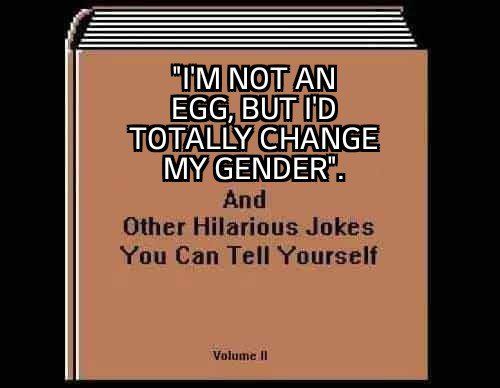 "I'M NOT AN
EGG, BUT I'D
TOTALLY CHANGE
MY GENDER".
And
Other Hilarious Jokes
You Can Tell Yourself
Volume II